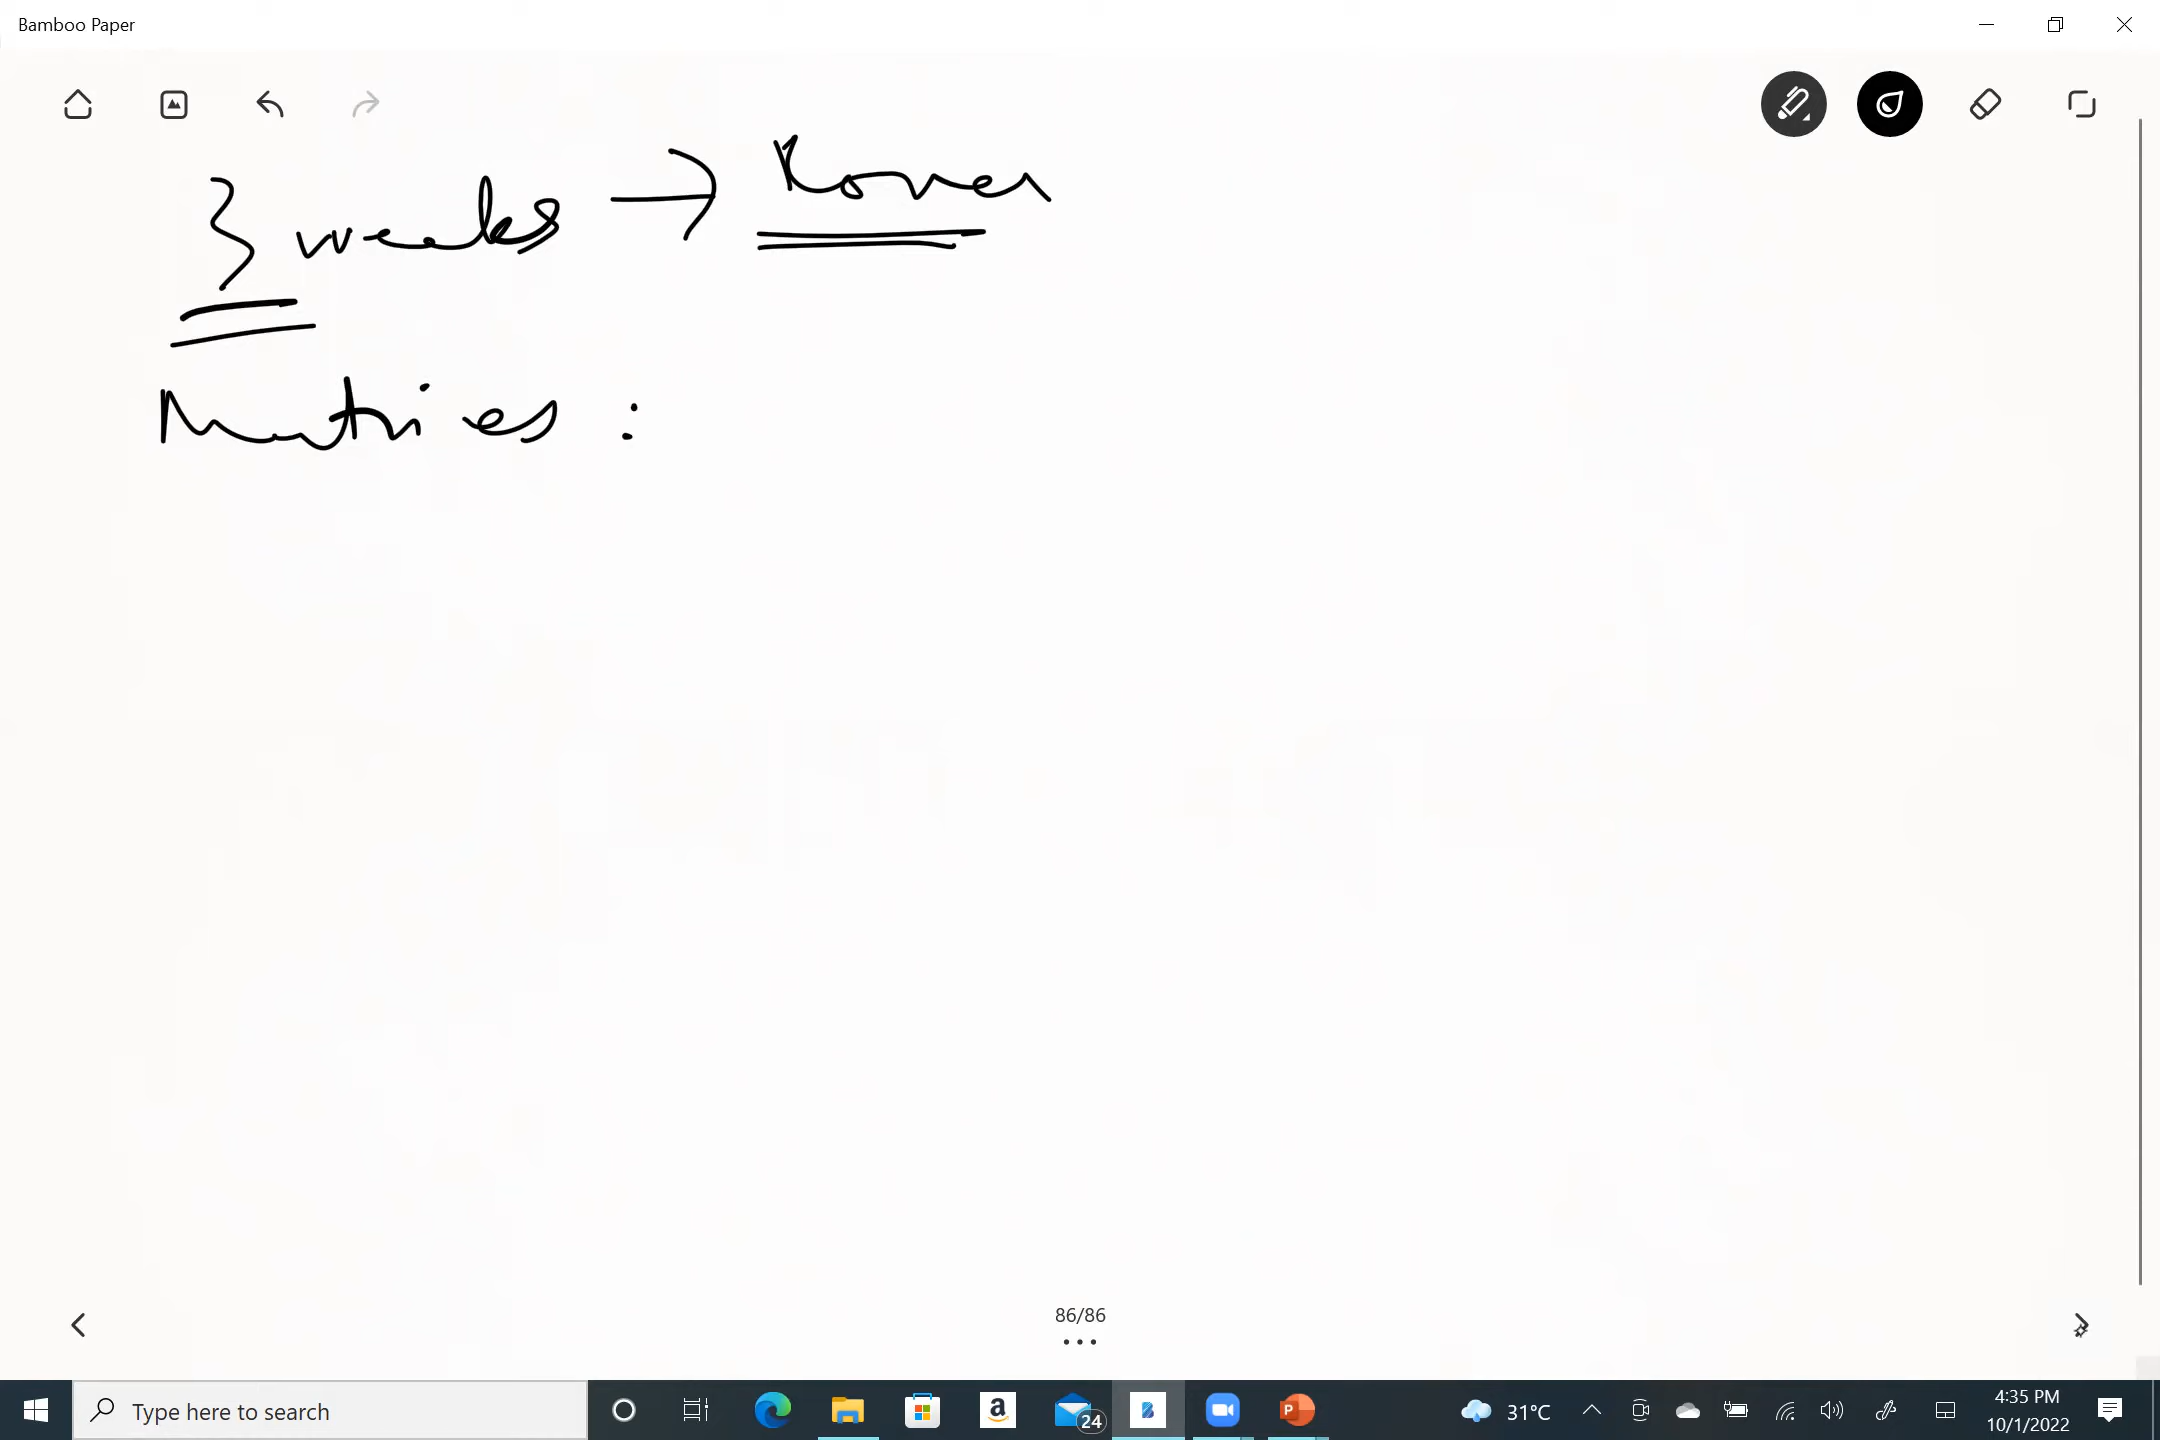 Bamboo Paper
3 weeks →
Matrices :
86/86
Type here to search
a
24
B
P
31°C
4:35 PM
10/1/2022